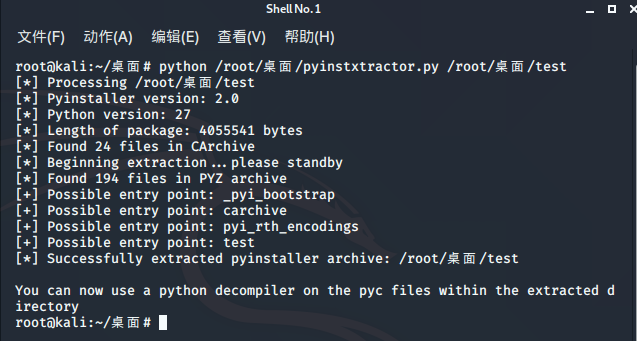 Shell No.1
文件(F) 动作(A) 编辑(E) 查看(V) 帮助(H)
root@kali:~/桌面# python /root/桌面/pyinstxtractor.py /root/桌面/test
[*] Processing /root/桌面/test
[*] Pyinstaller version: 2.0
[*] Python version: 27
[*] Length of package: 4055541 bytes
[*] Found 24 files in CArchive
[*] Beginning extraction...please standby
[*] Found 194 files in PYZ archive
[+] Possible entry point: _pyi_bootstrap
[+] Possible entry point: carchive
[+] Possible entry point: pyi_rth_encodings
[+] Possible entry point: test
[*] Successfully extracted pyinstaller archive: /root/桌面/test
You can now use a python decompiler on the pyc files within the extracted d
irectory
root@kali:~/桌面#